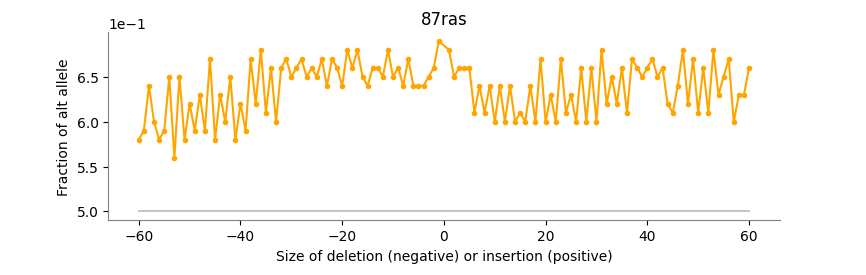 87ras
1e−1
Fraction of alt allele
6.5
6.0
5.5
5.0
−60 −40 −20 0 20 40 60
Size of deletion (negative) or insertion (positive)